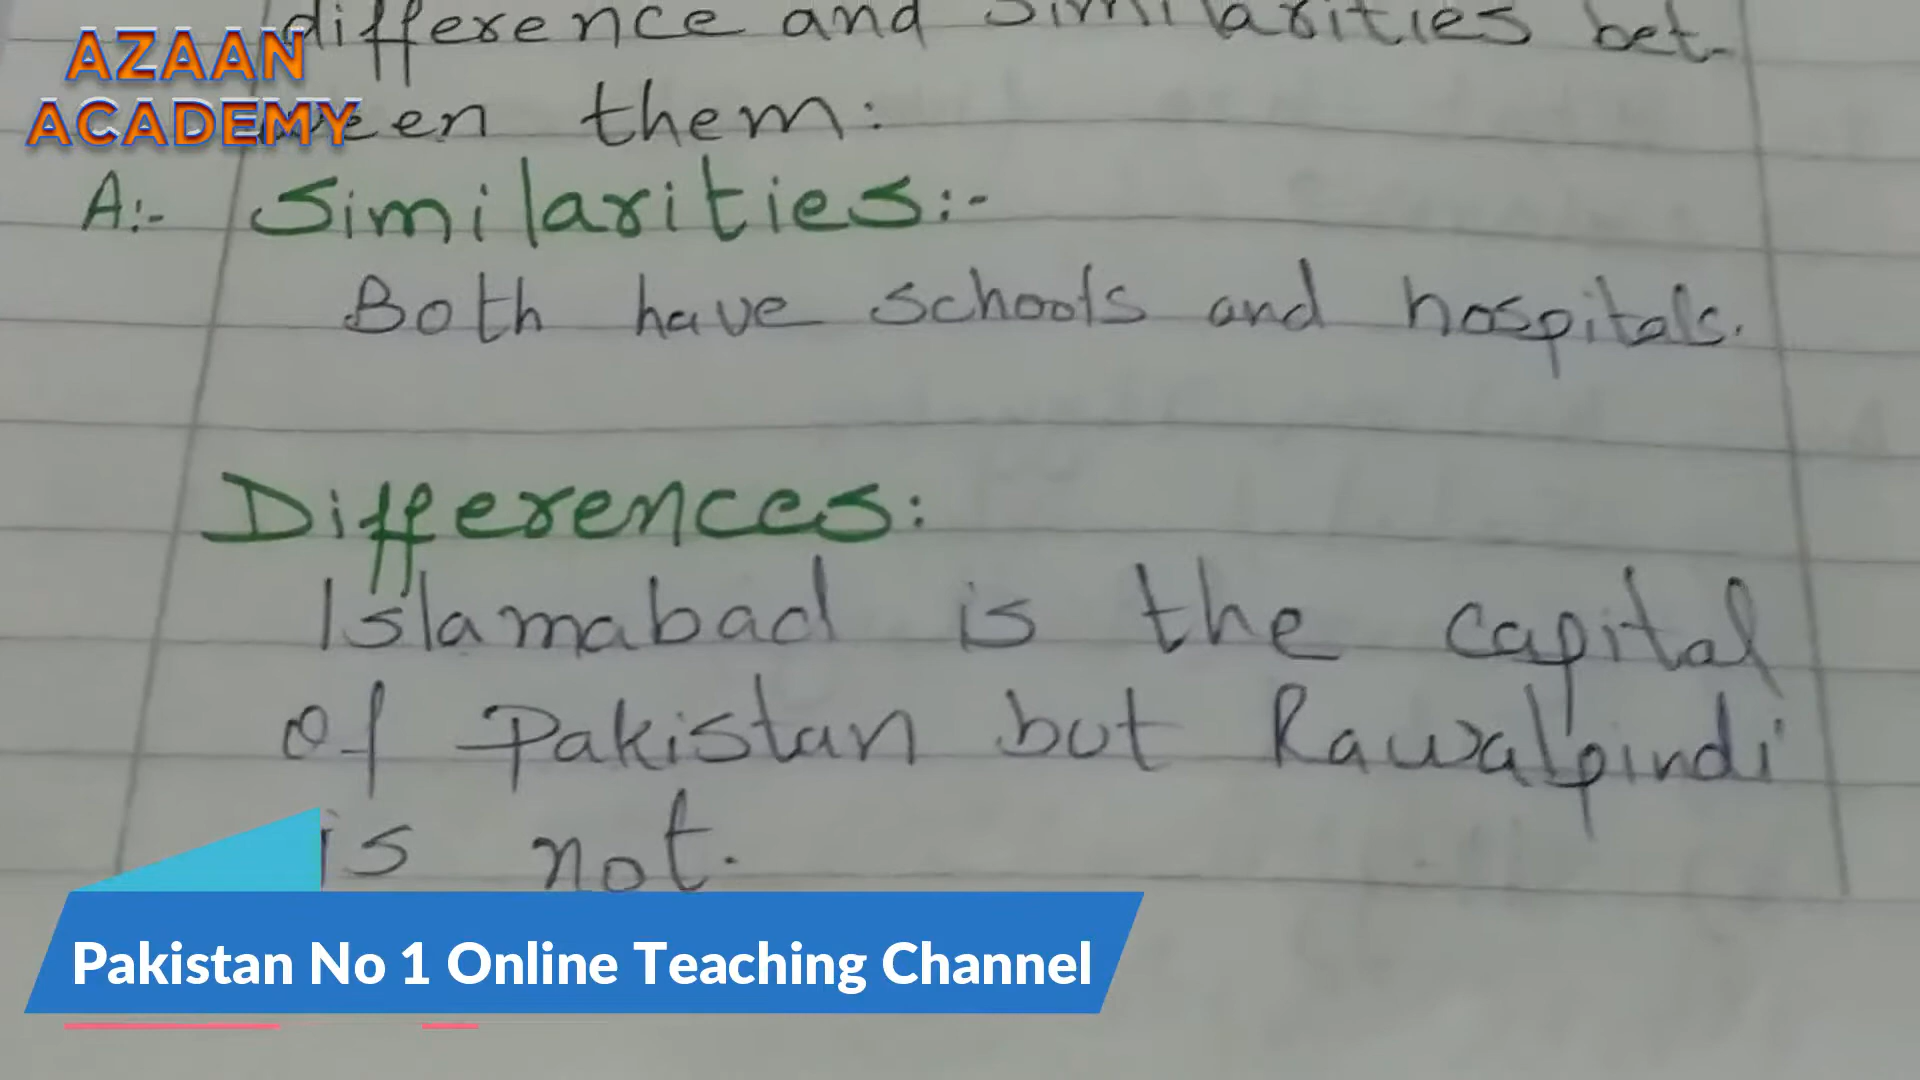 difference and similarities bet-
ween them:
AZAAN
ACADEMY
A:- Similarities:-
Both have schools and hospitals.
Differences:
Islamabad is the capital
of Pakistan but Rawalpindi
is not.
Pakistan No 1 Online Teaching Channel